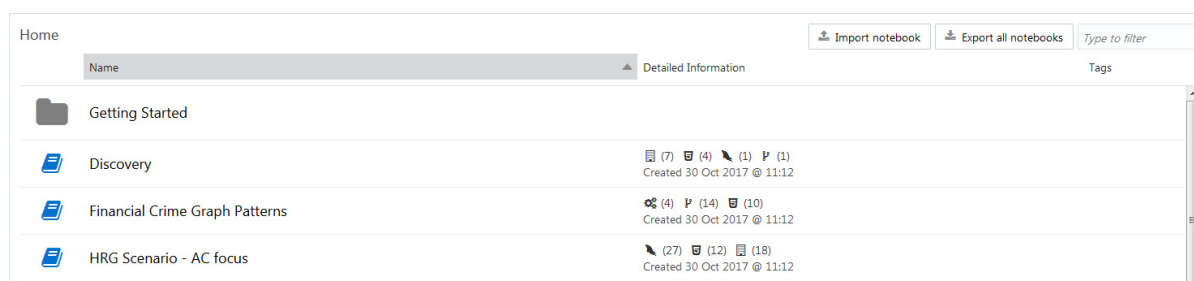 Home
Import notebook
Export all notebooks
Type to filter
Name
Detailed Information
Tags
Getting Started
Discovery
(7) (4) (1) (1)
Created 30 Oct 2017 @ 11:12
Financial Crime Graph Patterns
(4) (14) (10)
Created 30 Oct 2017 @ 11:12
HRG Scenario - AC focus
(27) (12) (18)
Created 30 Oct 2017 @ 11:12